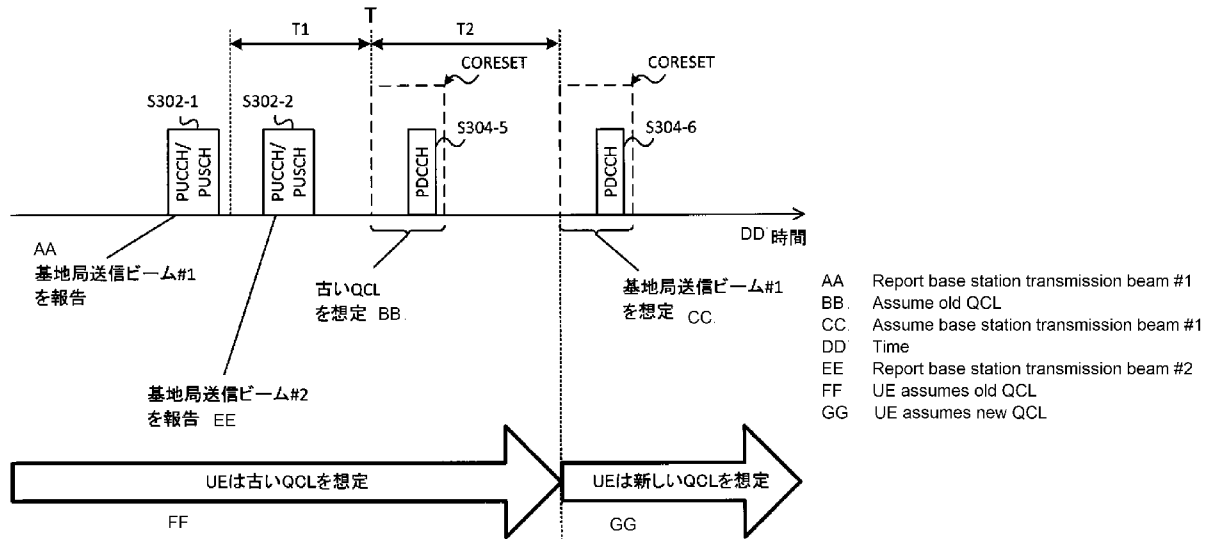 T
T1
T2
CORESET
CORESET
S302-1
S302-2
S304-5
S304-6
PUCCH/
PUSCH
PUCCH/
PUSCH
PDCCH
PDCCH
DD 時間
AA
基地局送信ビーム#1
を報告
古いQCL
を想定 BB.
基地局送信ビーム#1
を想定 CC.
基地局送信ビーム#2
を報告 EE
UEは古いQCLを想定
UEは新しいQCLを想定
FF
GG
AA Report base station transmission beam #1
BB. Assume old QCL
CC. Assume base station transmission beam #1
DD Time
EE Report base station transmission beam #2
FF UE assumes old QCL
GG UE assumes new QCL